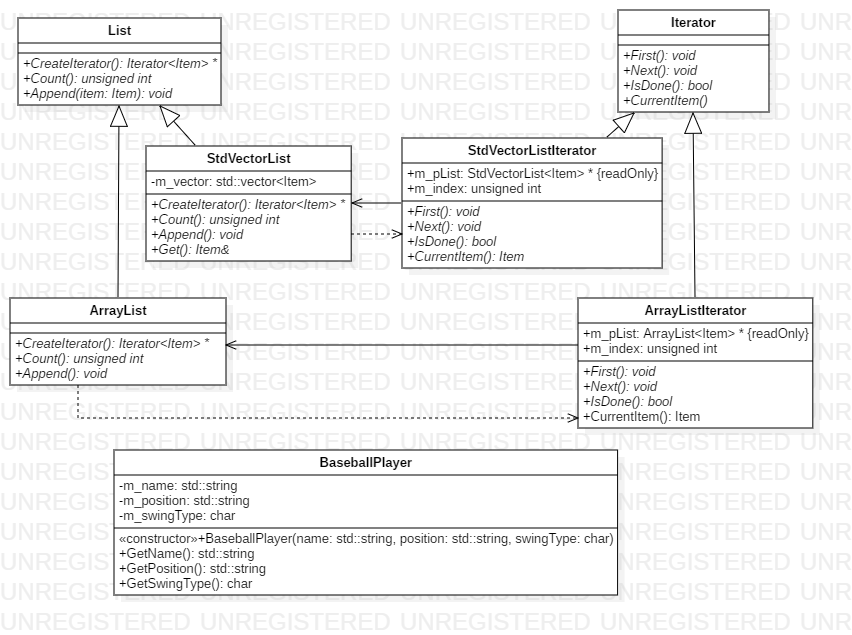 List
+CreateIterator(): Iterator<Item> *
+Count(): unsigned int
+Append(item: Item): void
Iterator
+First(): void
+Next(): void
+IsDone(): bool
+CurrentItem()
StdVectorList
-m_vector: std::vector<Item>
+CreateIterator(): Iterator<Item> *
+Count(): unsigned int
+Append(): void
+Get(): Item&
StdVectorListIterator
+m_pList: StdVectorList<Item> * {readOnly}
+m_index: unsigned int
+First(): void
+Next(): void
+IsDone(): bool
+CurrentItem(): Item
ArrayList
+CreateIterator(): Iterator<Item> *
+Count(): unsigned int
+Append(): void
ArrayListIterator
+m_pList: ArrayList<Item> * {readOnly}
+m_index: unsigned int
+First(): void
+Next(): void
+IsDone(): bool
+CurrentItem(): Item
BaseballPlayer
-m_name: std::string
-m_position: std::string
-m_swingType: char
«constructor»+BaseballPlayer(name: std::string, position: std::string, swingType: char)
+GetName(): std::string
+GetPosition(): std::string
+GetSwingType(): char
UNREGISTERED